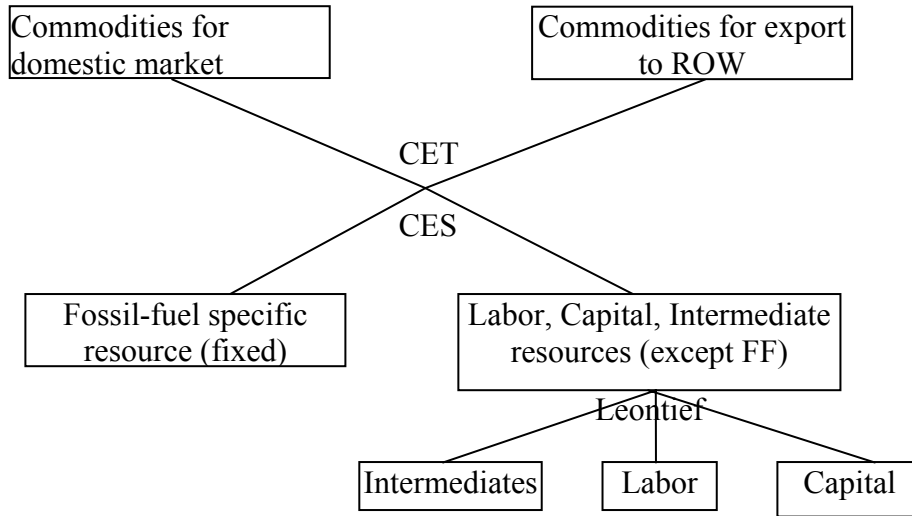 Commodities for
domestic market
Commodities for export
to ROW
CET
CES
Fossil-fuel specific
resource (fixed)
Labor, Capital, Intermediate
resources (except FF)
Leontief
Intermediates
Labor
Capital